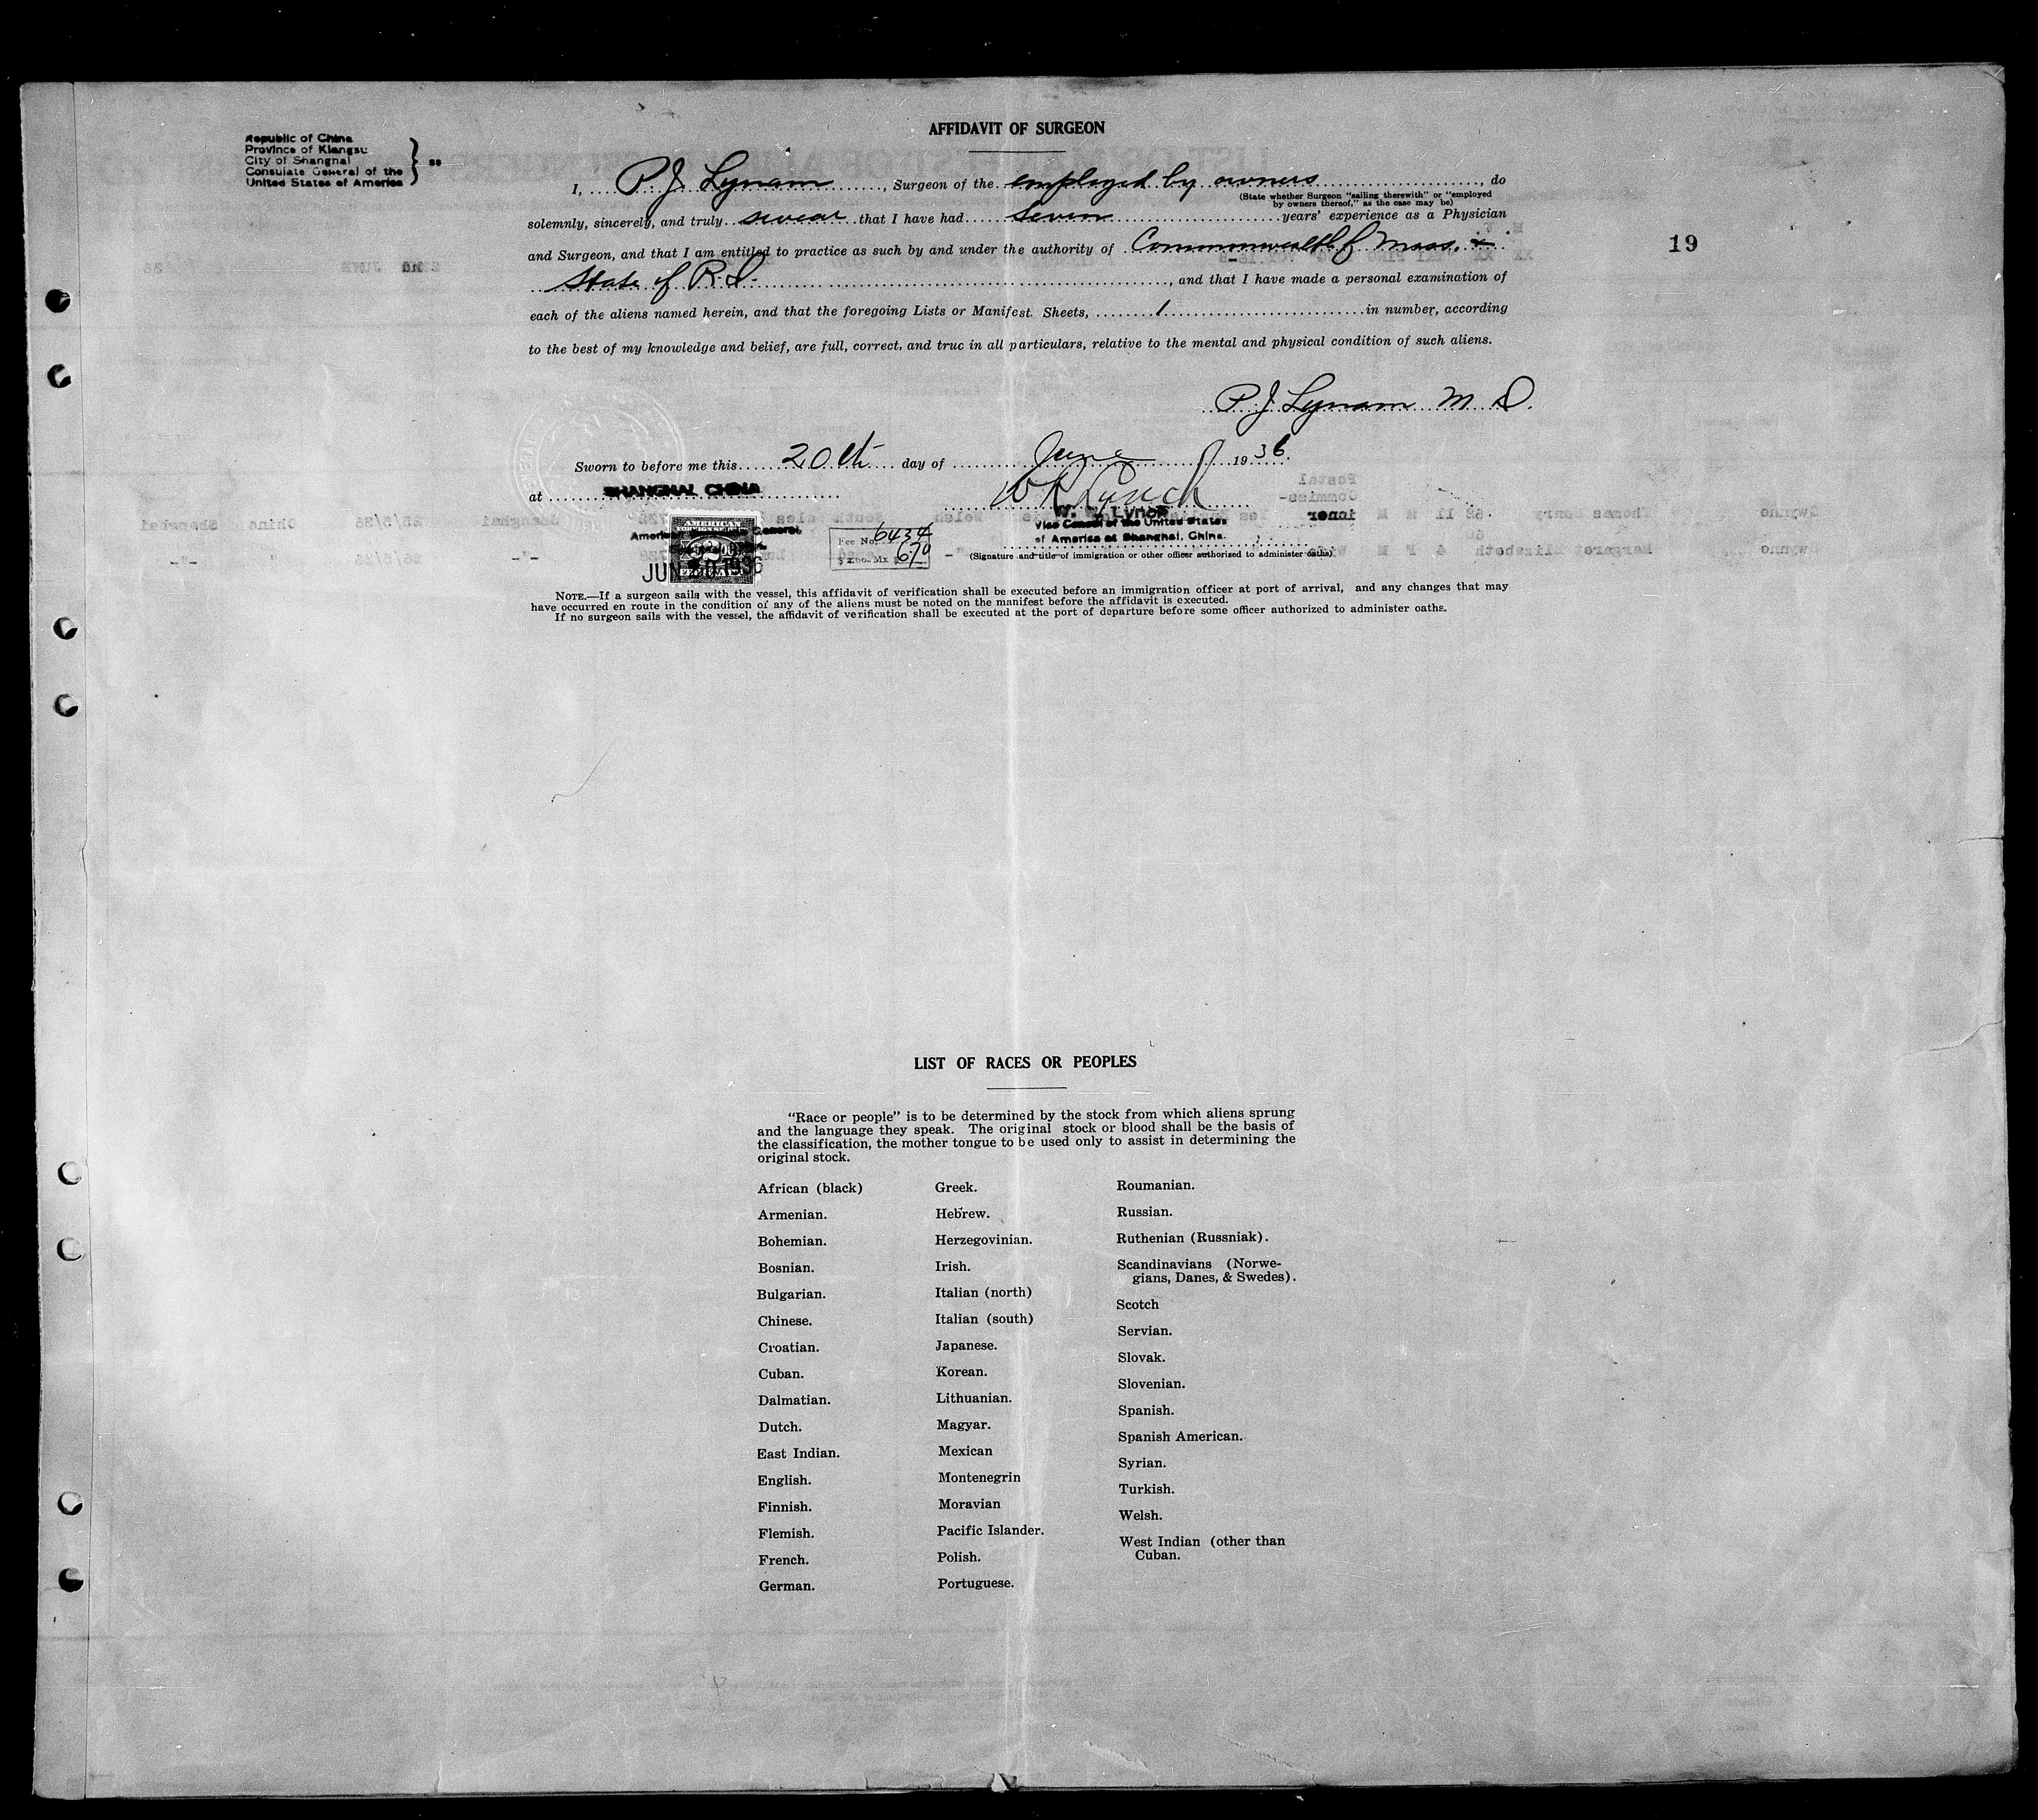 AFFIDAVIT OF SURGEON
Republic of China
Province of Kiangsu
City of Shanghai
Consulate General of the
United States of America
} ss
I, P. J. Lynam, Surgeon of the employed by owners, do
(State whether Surgeon "sailing therewith" or "employed
by owners thereof," as the case may be)
solemnly, sincerely, and truly swear that I have had seven years' experience as a Physician
and Surgeon, and that I am entitled to practice as such by and under the authority of Commonwealth of Mass. &
State of R.I., and that I have made a personal examination of
each of the aliens named herein, and that the foregoing Lists or Manifest Sheets, 1 in number, according
to the best of my knowledge and belief, are full, correct, and true in all particulars, relative to the mental and physical condition of such aliens.
19
P J Lynam M D.
Sworn to before me this 20th day of June 1936.
at SHANGHAI CHINA
W R Lynch
W. R. Lynch
Vice Consul of the United States
of America at Shanghai, China.
(Signature and title of immigration or other officer authorized to administer oaths)
AMERICAN
JUN 20 1936
Fee No. 6434
NOTE.—If a surgeon sails with the vessel, this affidavit of verification shall be executed before an immigration officer at port of arrival, and any changes that may
have occurred en route in the condition of any of the aliens must be noted on the manifest before the affidavit is executed.
If no surgeon sails with the vessel, the affidavit of verification shall be executed at the port of departure before some officer authorized to administer oaths.
LIST OF RACES OR PEOPLES
"Race or people" is to be determined by the stock from which aliens sprung
and the language they speak. The original stock or blood shall be the basis of
the classification, the mother tongue to be used only to assist in determining the
original stock.
African (black)
Armenian.
Bohemian.
Bosnian.
Bulgarian.
Chinese.
Croatian.
Cuban.
Dalmatian.
Dutch.
East Indian.
English.
Finnish.
Flemish.
French.
German.
Greek.
Hebrew.
Herzegovinian.
Irish.
Italian (north)
Italian (south)
Japanese.
Korean.
Lithuanian.
Magyar.
Mexican
Montenegrin
Moravian
Pacific Islander.
Polish.
Portuguese.
Roumanian.
Russian.
Ruthenian (Russniak).
Scandinavians (Norwe-
gians, Danes, & Swedes).
Scotch
Servian.
Slovak.
Slovenian.
Spanish.
Spanish American.
Syrian.
Turkish.
Welsh.
West Indian (other than
Cuban.